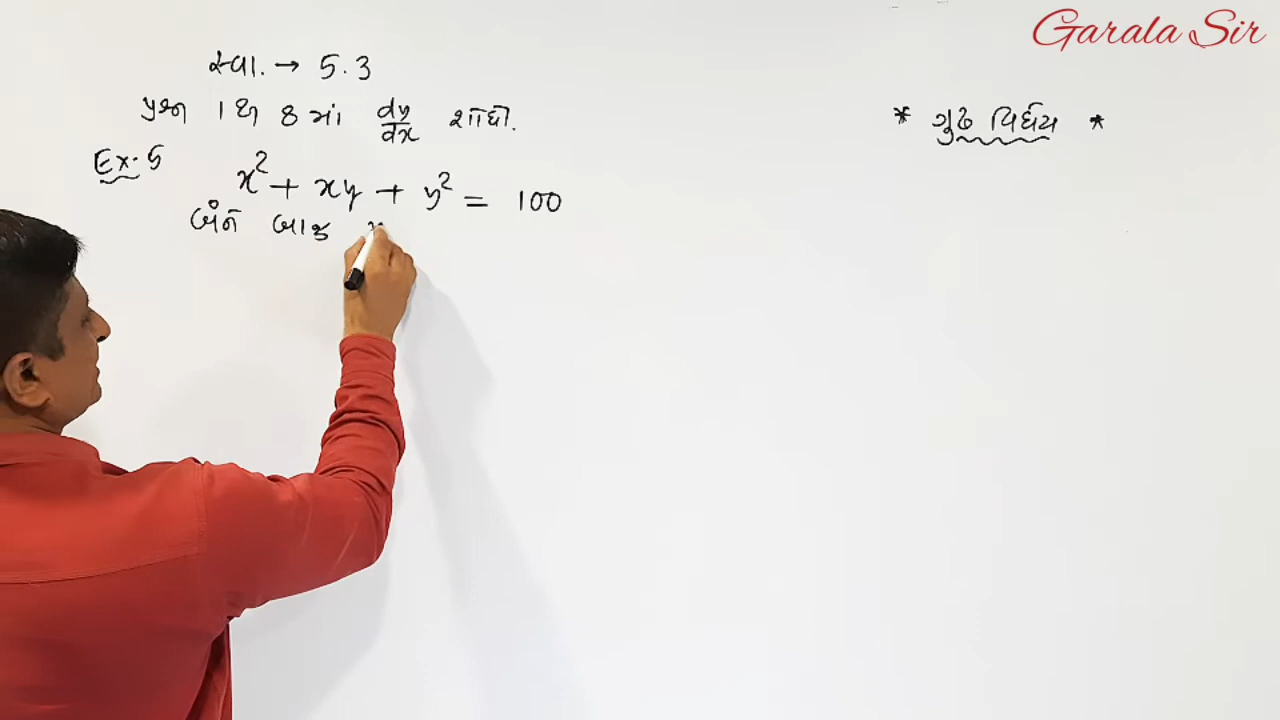 Garala Sir
સ્વા. → 5.3
પ્રશ્ન 1 થી 8 માં dy/dx શોધો.
* ગુઢ વિધેય *
Ex-5
x² + xy + y² = 100
બંને બાજુ